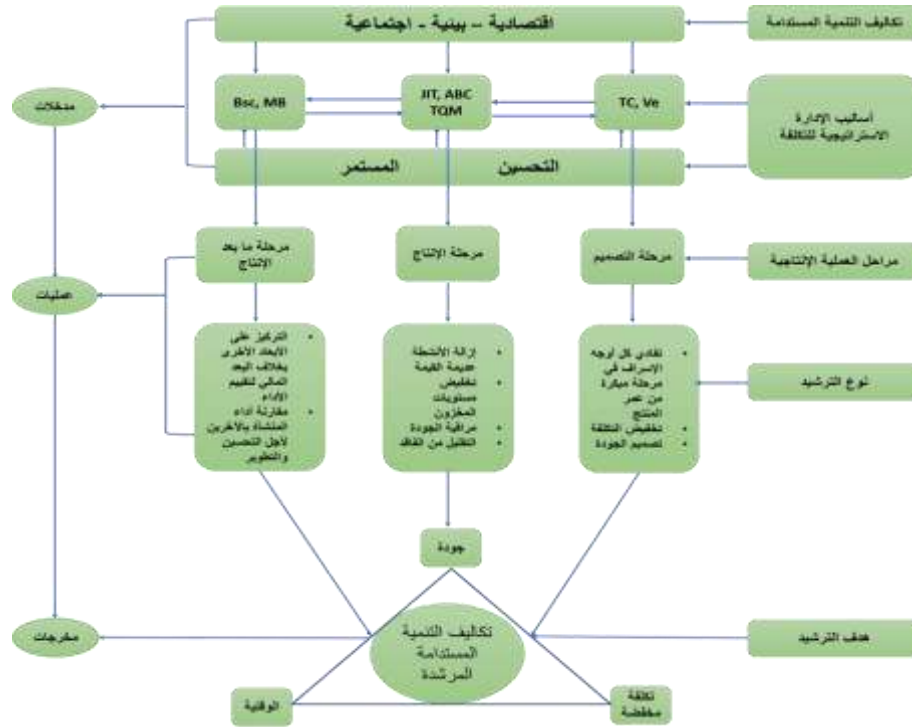 تكاليف التنمية المستدامة
اقتصادية – بيئية - اجتماعية
أساليب الإدارة
الاستراتيجية للتكلفة
TC, Ve
JIT, ABC
TQM
Bsc, MB
مدخلات
التحسين المستمر
مراحل العملية الإنتاجية
مرحلة التصميم
مرحلة الإنتاج
مرحلة ما بعد
الإنتاج
عمليات
نوع الترشيد
• تفادي كل أوجه
الإسراف في
مرحلة مبكرة
من عمر
المنتج
• تخفيض التكلفة
• تصميم الجودة
• إزالة الأنشطة
عديمة القيمة
• تخفيض
مستويات
المخزون
• مراقبة الجودة
• التقليل من الفاقد
• التركيز على
الأبعاد الأخرى
بخلاف البعد
المالي لتقييم
الأداء
• مقارنة أداء
المنشأة بالآخرين
لأجل التحسين
والتطوير
جودة
هدف الترشيد
تكاليف التنمية
المستدامة
المرشدة
مخرجات
تكلفة
مخفضة
الوقتية